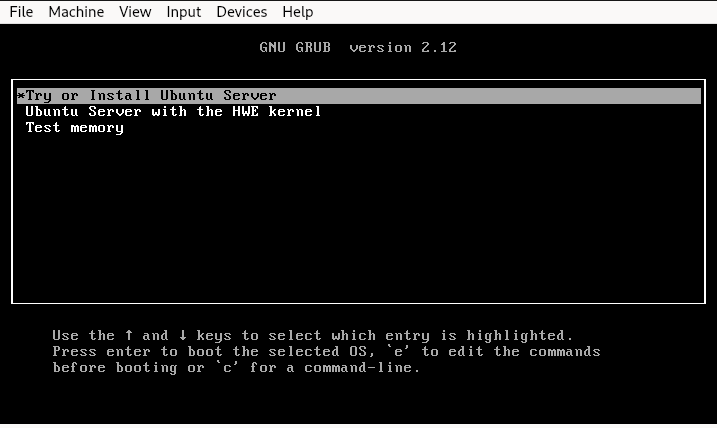 File Machine View Input Devices Help
GNU GRUB version 2.12
*Try or Install Ubuntu Server
Ubuntu Server with the HWE kernel
Test memory
Use the ↑ and ↓ keys to select which entry is highlighted.
Press enter to boot the selected OS, `e' to edit the commands
before booting or `c' for a command-line.